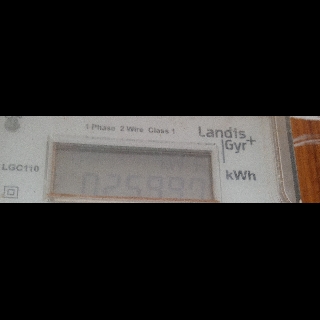 1 Phase 2 Wire Class 1
Landis
Gyr+
LGC110
kWh